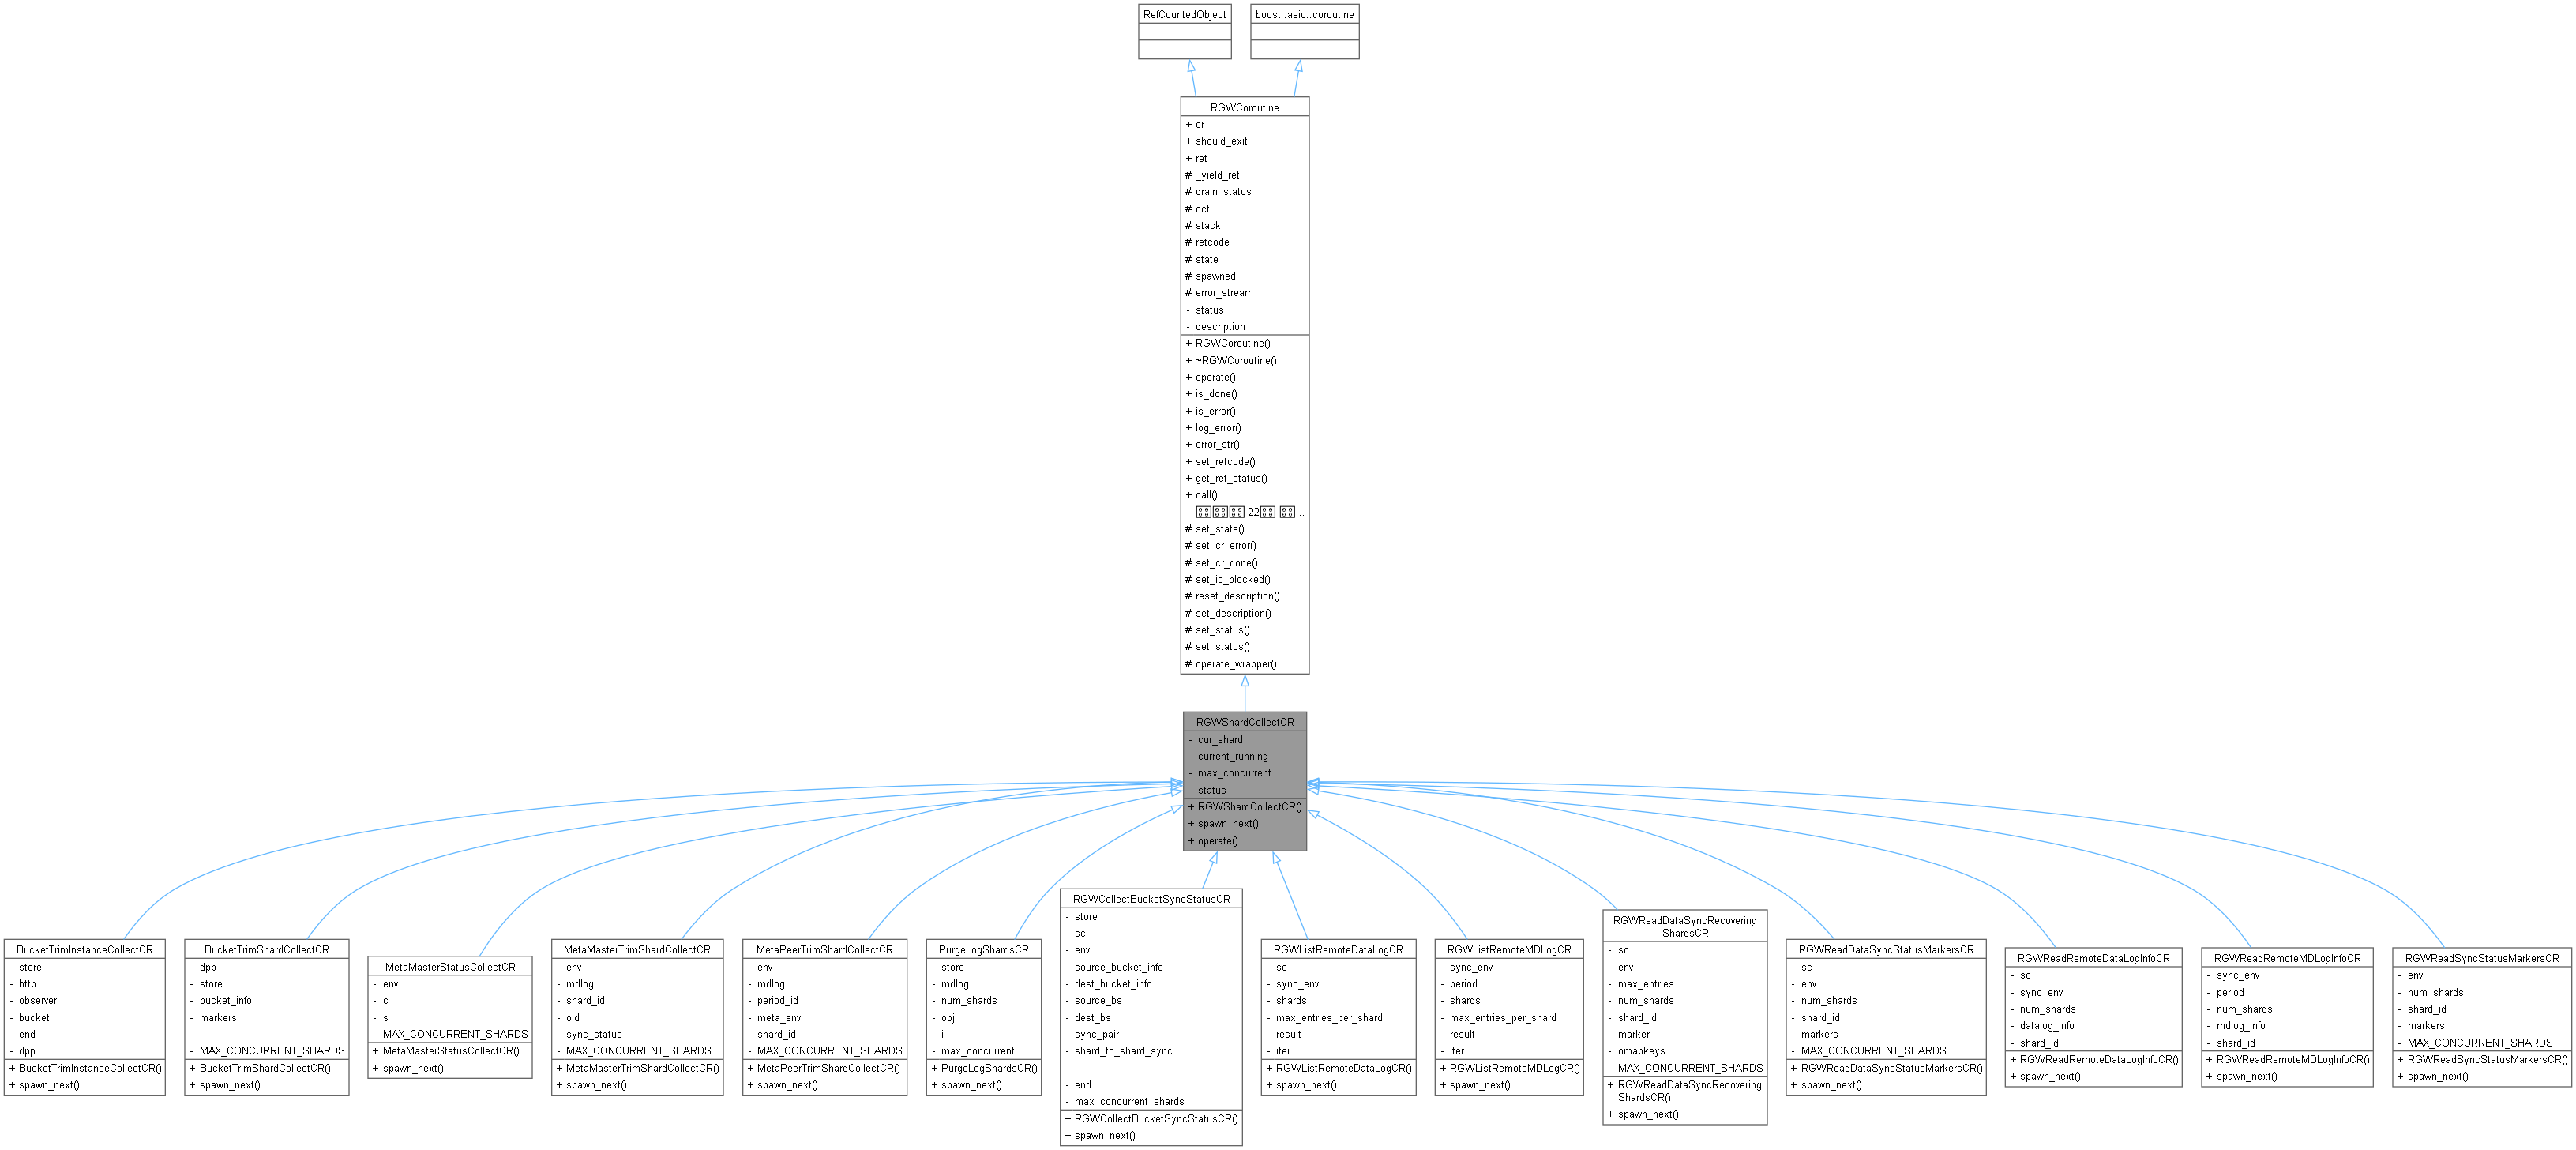 RefCountedObject
boost::asio::coroutine
RGWCoroutine
+ cr
+ should_exit
+ ret
# _yield_ret
# drain_status
# cct
# stack
# retcode
# state
# spawned
# error_stream
- status
- description
+ RGWCoroutine()
+ ~RGWCoroutine()
+ operate()
+ is_done()
+ is_error()
+ log_error()
+ error_str()
+ set_retcode()
+ get_ret_status()
+ call()
22 ...
# set_state()
# set_cr_error()
# set_cr_done()
# set_io_blocked()
# reset_description()
# set_description()
# set_status()
# set_status()
# operate_wrapper()
RGWShardCollectCR
- cur_shard
- current_running
- max_concurrent
- status
+ RGWShardCollectCR()
+ spawn_next()
+ operate()
BucketTrimInstanceCollectCR
- store
- http
- observer
- bucket
- end
- dpp
+ BucketTrimInstanceCollectCR()
+ spawn_next()
BucketTrimShardCollectCR
- dpp
- store
- bucket_info
- markers
- i
- MAX_CONCURRENT_SHARDS
+ BucketTrimShardCollectCR()
+ spawn_next()
MetaMasterStatusCollectCR
- env
- c
- s
- MAX_CONCURRENT_SHARDS
+ MetaMasterStatusCollectCR()
+ spawn_next()
MetaMasterTrimShardCollectCR
- env
- mdlog
- shard_id
- oid
- sync_status
- MAX_CONCURRENT_SHARDS
+ MetaMasterTrimShardCollectCR()
+ spawn_next()
MetaPeerTrimShardCollectCR
- env
- mdlog
- period_id
- meta_env
- shard_id
- MAX_CONCURRENT_SHARDS
+ MetaPeerTrimShardCollectCR()
+ spawn_next()
PurgeLogShardsCR
- store
- mdlog
- num_shards
- obj
- i
- max_concurrent
+ PurgeLogShardsCR()
+ spawn_next()
RGWCollectBucketSyncStatusCR
- store
- sc
- env
- source_bucket_info
- dest_bucket_info
- source_bs
- dest_bs
- sync_pair
- shard_to_shard_sync
- i
- end
- max_concurrent_shards
+ RGWCollectBucketSyncStatusCR()
+ spawn_next()
RGWListRemoteDataLogCR
- sc
- sync_env
- shards
- max_entries_per_shard
- result
- iter
+ RGWListRemoteDataLogCR()
+ spawn_next()
RGWListRemoteMDLogCR
- sync_env
- period
- shards
- max_entries_per_shard
- result
- iter
+ RGWListRemoteMDLogCR()
+ spawn_next()
RGWReadDataSyncRecovering
ShardsCR
- sc
- env
- max_entries
- num_shards
- shard_id
- marker
- omapkeys
- MAX_CONCURRENT_SHARDS
+ RGWReadDataSyncRecovering
ShardsCR()
+ spawn_next()
RGWReadDataSyncStatusMarkersCR
- sc
- env
- num_shards
- shard_id
- markers
- MAX_CONCURRENT_SHARDS
+ RGWReadDataSyncStatusMarkersCR()
+ spawn_next()
RGWReadRemoteDataLogInfoCR
- sc
- sync_env
- num_shards
- datalog_info
- shard_id
+ RGWReadRemoteDataLogInfoCR()
+ spawn_next()
RGWReadRemoteMDLogInfoCR
- sync_env
- period
- num_shards
- mdlog_info
- shard_id
+ RGWReadRemoteMDLogInfoCR()
+ spawn_next()
RGWReadSyncStatusMarkersCR
- env
- num_shards
- shard_id
- markers
- MAX_CONCURRENT_SHARDS
+ RGWReadSyncStatusMarkersCR()
+ spawn_next()